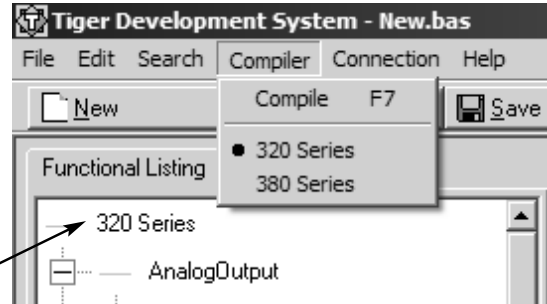 Tiger Development System - New.bas
File Edit Search Compiler Connection Help
New Save
Compile F7
320 Series
380 Series
Functional Listing
320 Series
AnalogOutput